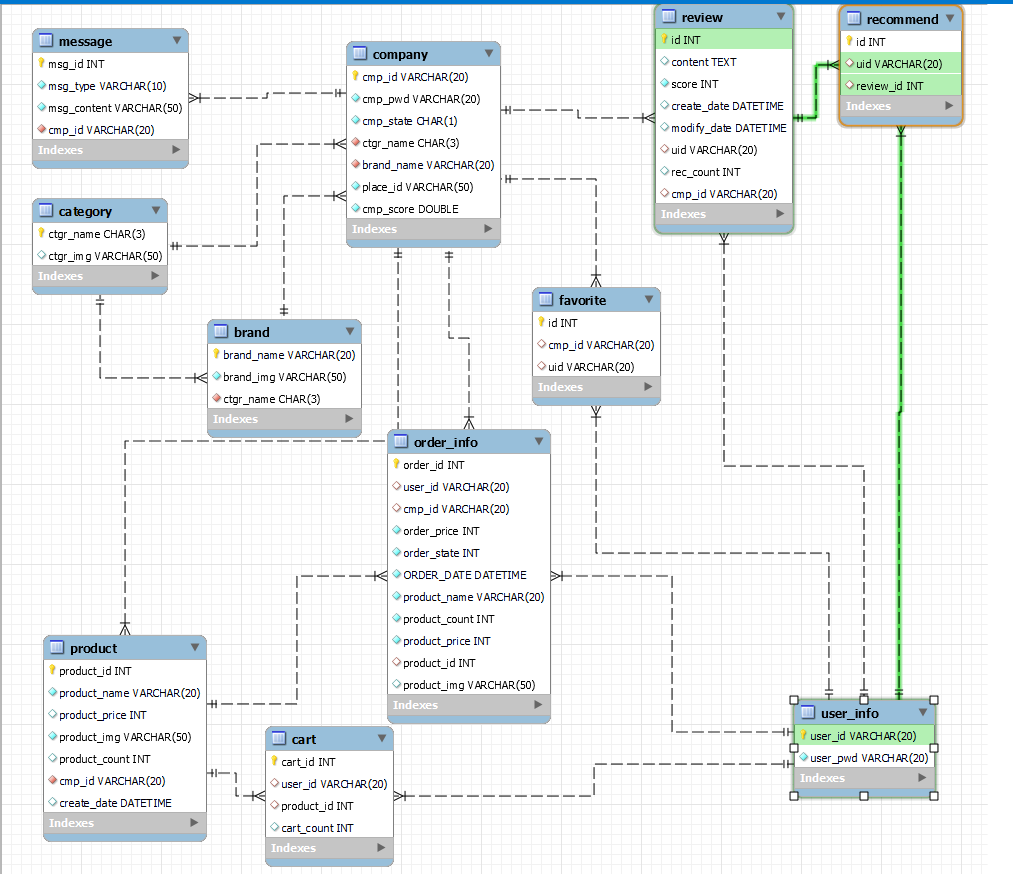 message
msg_id INT
msg_type VARCHAR(10)
msg_content VARCHAR(50)
cmp_id VARCHAR(20)
Indexes
company
cmp_id VARCHAR(20)
cmp_pwd VARCHAR(20)
cmp_state CHAR(1)
ctgr_name CHAR(3)
brand_name VARCHAR(20)
place_id VARCHAR(50)
cmp_score DOUBLE
Indexes
review
id INT
content TEXT
score INT
create_date DATETIME
modify_date DATETIME
uid VARCHAR(20)
rec_count INT
cmp_id VARCHAR(20)
Indexes
recommend
id INT
uid VARCHAR(20)
review_id INT
Indexes
category
ctgr_name CHAR(3)
ctgr_img VARCHAR(50)
Indexes
brand
brand_name VARCHAR(20)
brand_img VARCHAR(50)
ctgr_name CHAR(3)
Indexes
favorite
id INT
cmp_id VARCHAR(20)
uid VARCHAR(20)
Indexes
order_info
order_id INT
user_id VARCHAR(20)
cmp_id VARCHAR(20)
order_price INT
order_state INT
ORDER_DATE DATETIME
product_name VARCHAR(20)
product_count INT
product_price INT
product_id INT
product_img VARCHAR(50)
Indexes
product
product_id INT
product_name VARCHAR(20)
product_price INT
product_img VARCHAR(50)
product_count INT
cmp_id VARCHAR(20)
create_date DATETIME
Indexes
cart
cart_id INT
user_id VARCHAR(20)
product_id INT
cart_count INT
Indexes
user_info
user_id VARCHAR(20)
user_pwd VARCHAR(20)
Indexes